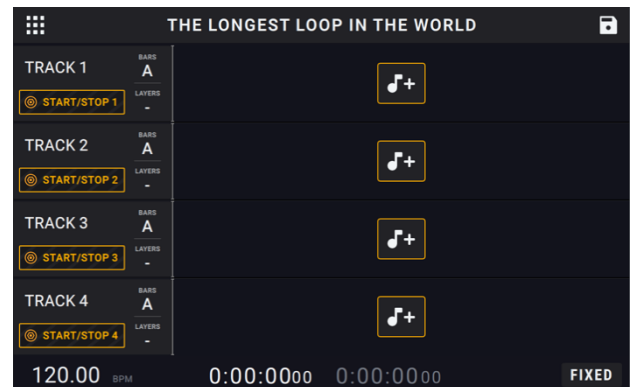 THE LONGEST LOOP IN THE WORLD
TRACK 1
BARS
A
START/STOP 1
LAYERS
-
TRACK 2
BARS
A
START/STOP 2
LAYERS
-
TRACK 3
BARS
A
START/STOP 3
LAYERS
-
TRACK 4
BARS
A
START/STOP 4
LAYERS
-
120.00 BPM 0:00:0000 0:00:0000 FIXED